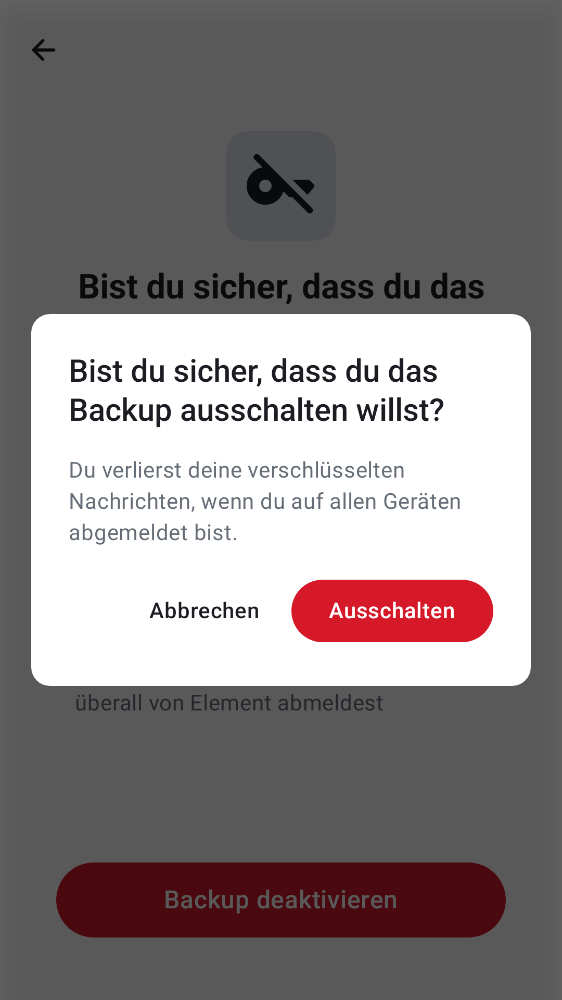 Bist du sicher, dass du das
Bist du sicher, dass du das
Backup ausschalten willst?
Du verlierst deine verschlüsselten
Nachrichten, wenn du auf allen Geräten
abgemeldet bist.
Abbrechen
Ausschalten
überall von Element abmeldest
Backup deaktivieren